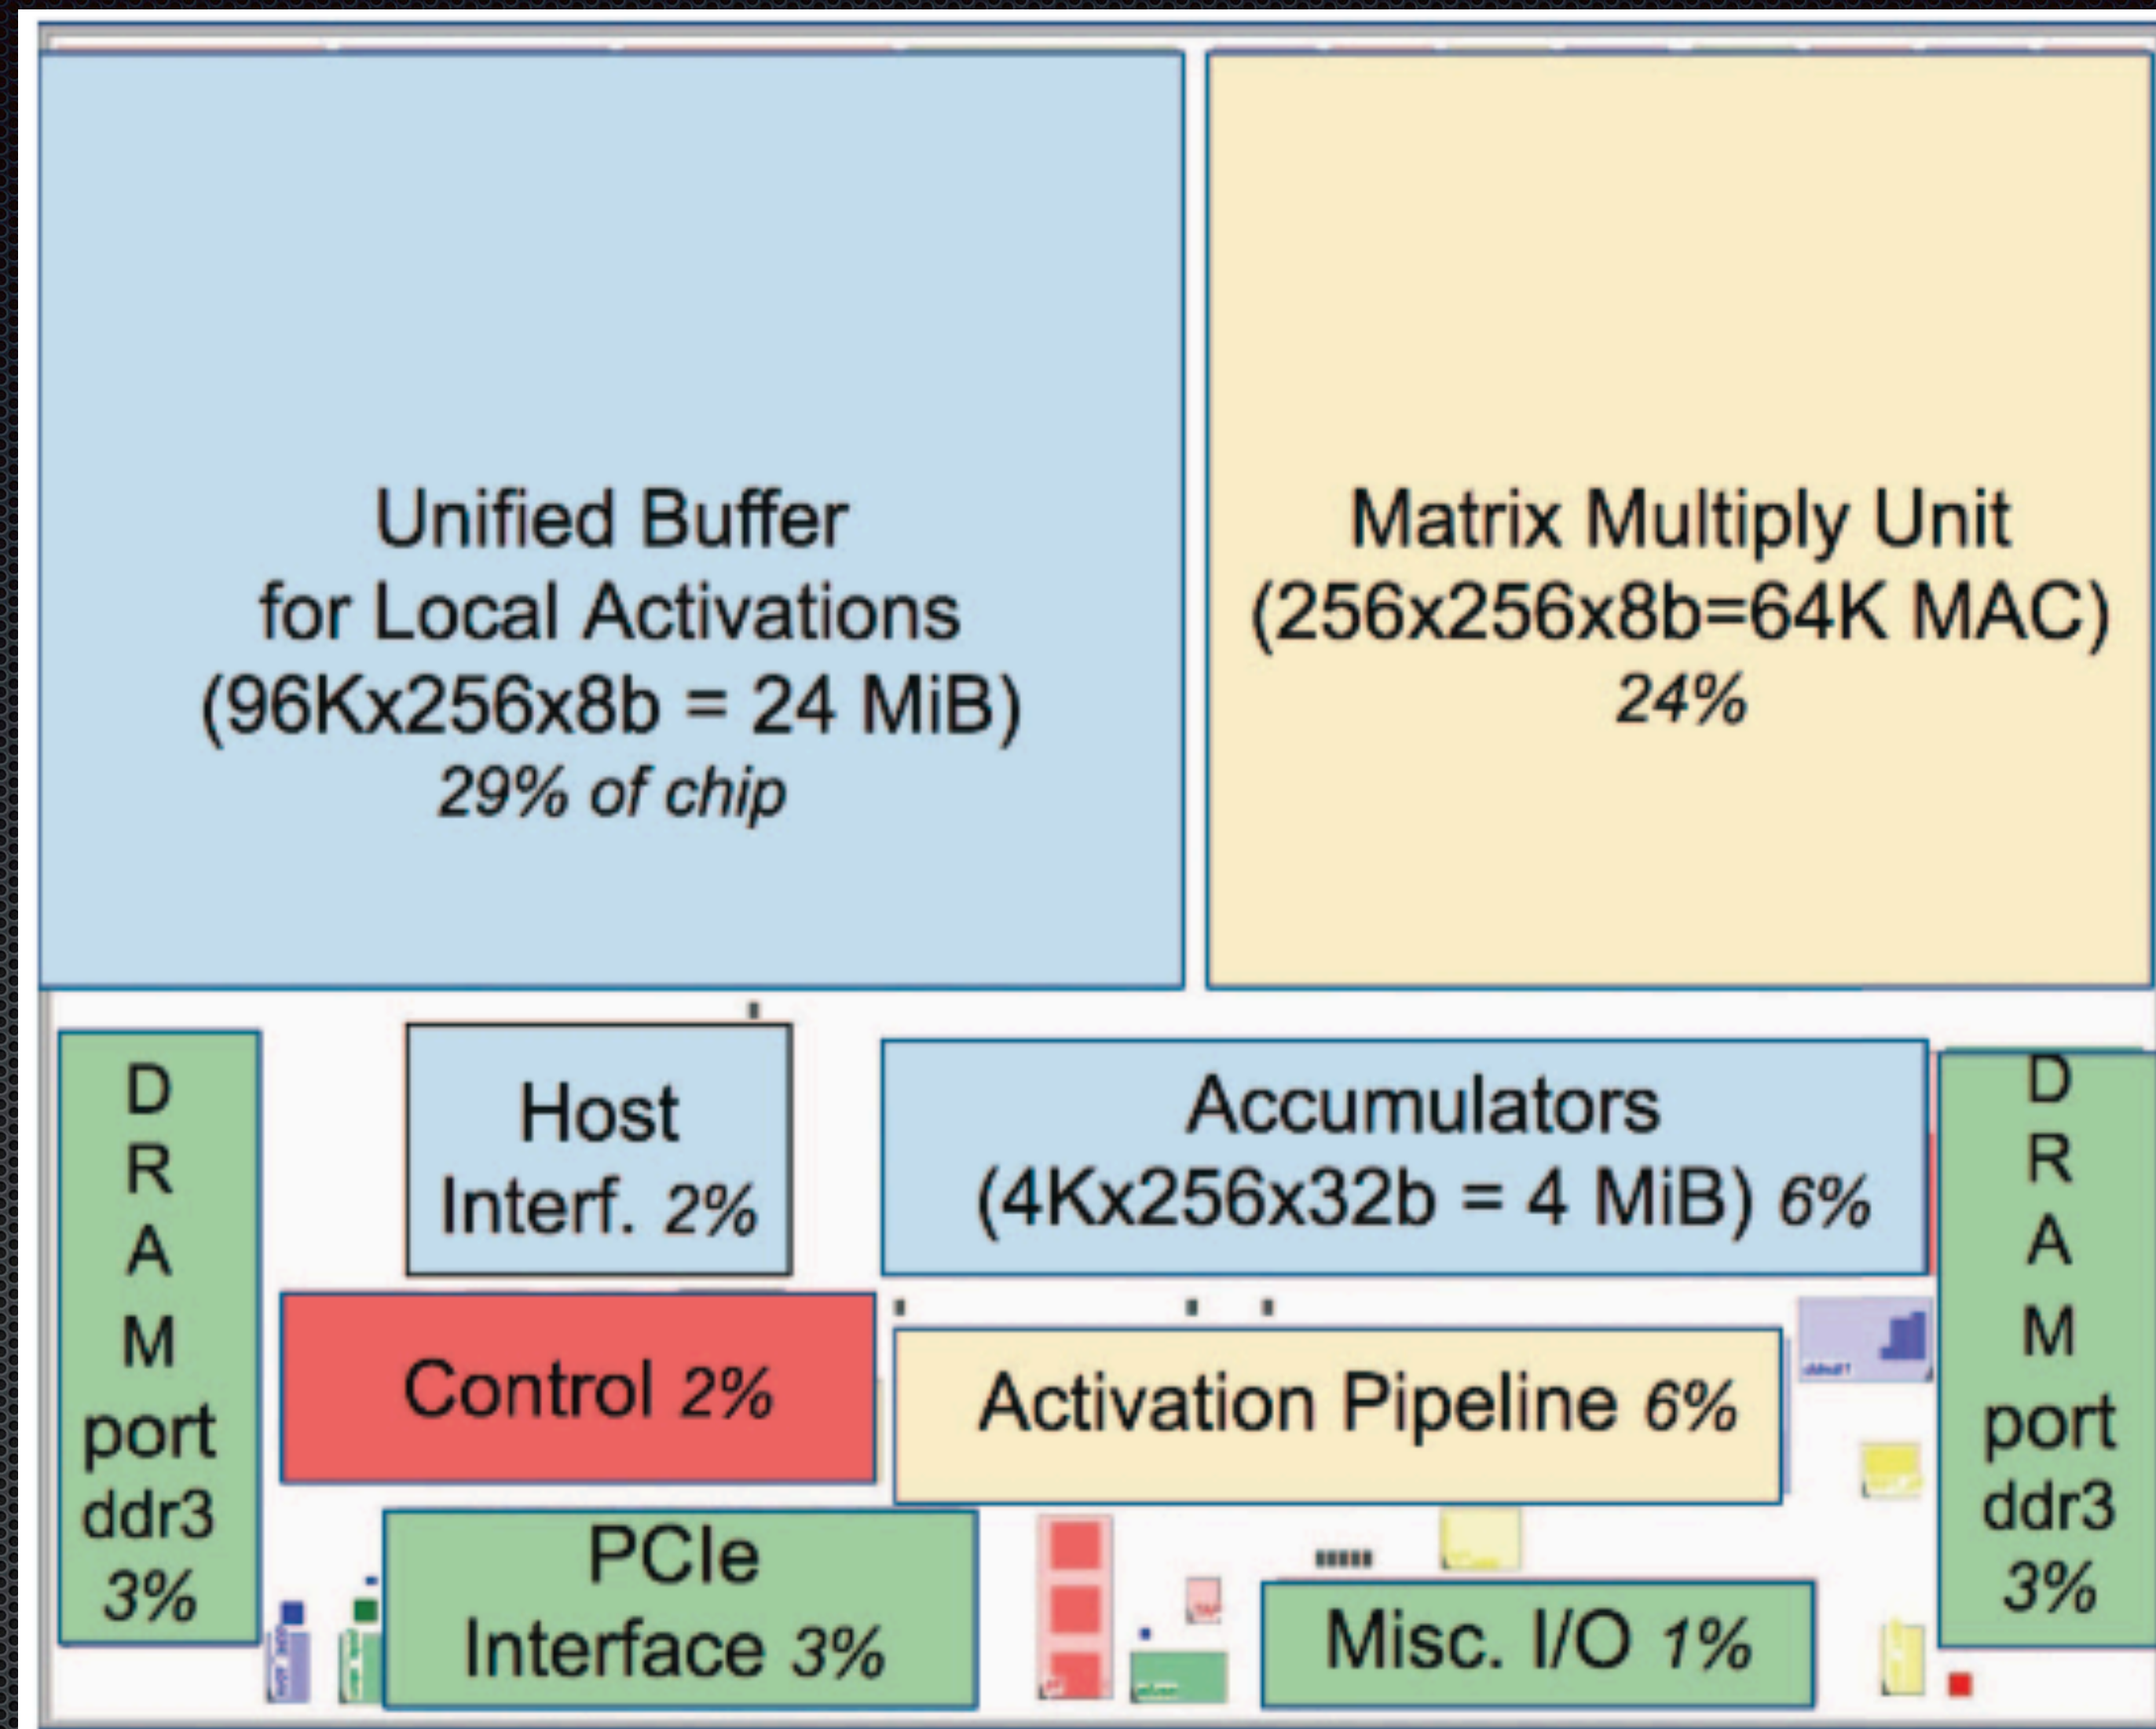 Unified Buffer
for Local Activations
(96Kx256x8b = 24 MiB)
29% of chip
Matrix Multiply Unit
(256x256x8b=64K MAC)
24%
D
R
A
M
port
ddr3
3%
Host
Interf. 2%
Accumulators
(4Kx256x32b = 4 MiB) 6%
Control 2%
Activation Pipeline 6%
PCIe
Interface 3%
Misc. I/O 1%
D
R
A
M
port
ddr3
3%